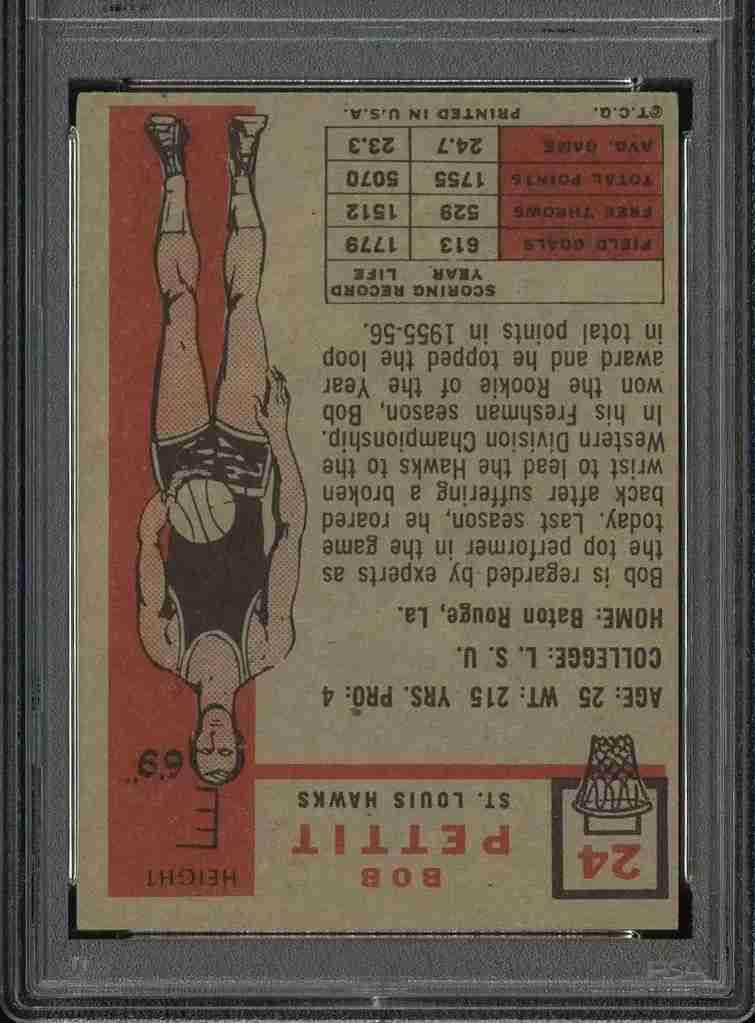 24
BOB
PETTIT
ST. LOUIS HAWKS
HEIGHT
6'9"
AGE: 25 WT: 215 YRS. PRO: 4
COLLEGGE: L. S. U.
HOME: Baton Rouge, La.
Bob is regarded by experts as
the top performer in the game
today. Last season, he roared
back after suffering a broken
wrist to lead the Hawks to the
Western Division Championship.
In his Freshman season, Bob
won the Rookie of the Year
award and he topped the loop
in total points in 1955-56.
SCORING RECORD YEAR LIFE
FIELD GOALS 613 1779
FREE THROWS 529 1512
TOTAL POINTS 1755 5070
AVG. GAME 24.7 23.3
©T.C.G. PRINTED IN U.S.A.
PSA